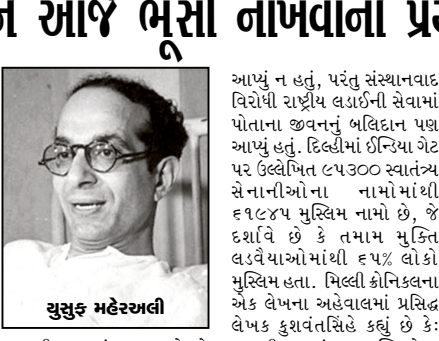 ન આજે ભૂંસી નાખવાના પ્ર
આપ્યું ન હતું, પરંતુ સંસ્થાનવાદ
વિરોધી રાષ્ટ્રીય લડાઈની સેવામાં
પોતાના જીવનનું બલિદાન પણ
આપ્યું હતું. દિલ્હીમાં ઈન્ડિયા ગેટ
પર ઉલ્લેખિત ૯૫૩૦૦ સ્વાતંત્ર્ય
સેનાનીઓના નામોમાંથી
૬૧૯૪૫ મુસ્લિમ નામો છે, જે
દર્શાવે છે કે તમામ મુક્તિ
લડવૈયાઓમાંથી ૬૫% લોકો
મુસ્લિમ હતા. મિલ્લી ક્રોનિકલના
એક લેખના અહેવાલમાં પ્રસિદ્ધ
લેખક કુશવંતસિંહે કહ્યું છે કે:
યુસુફ મહેરઅલી